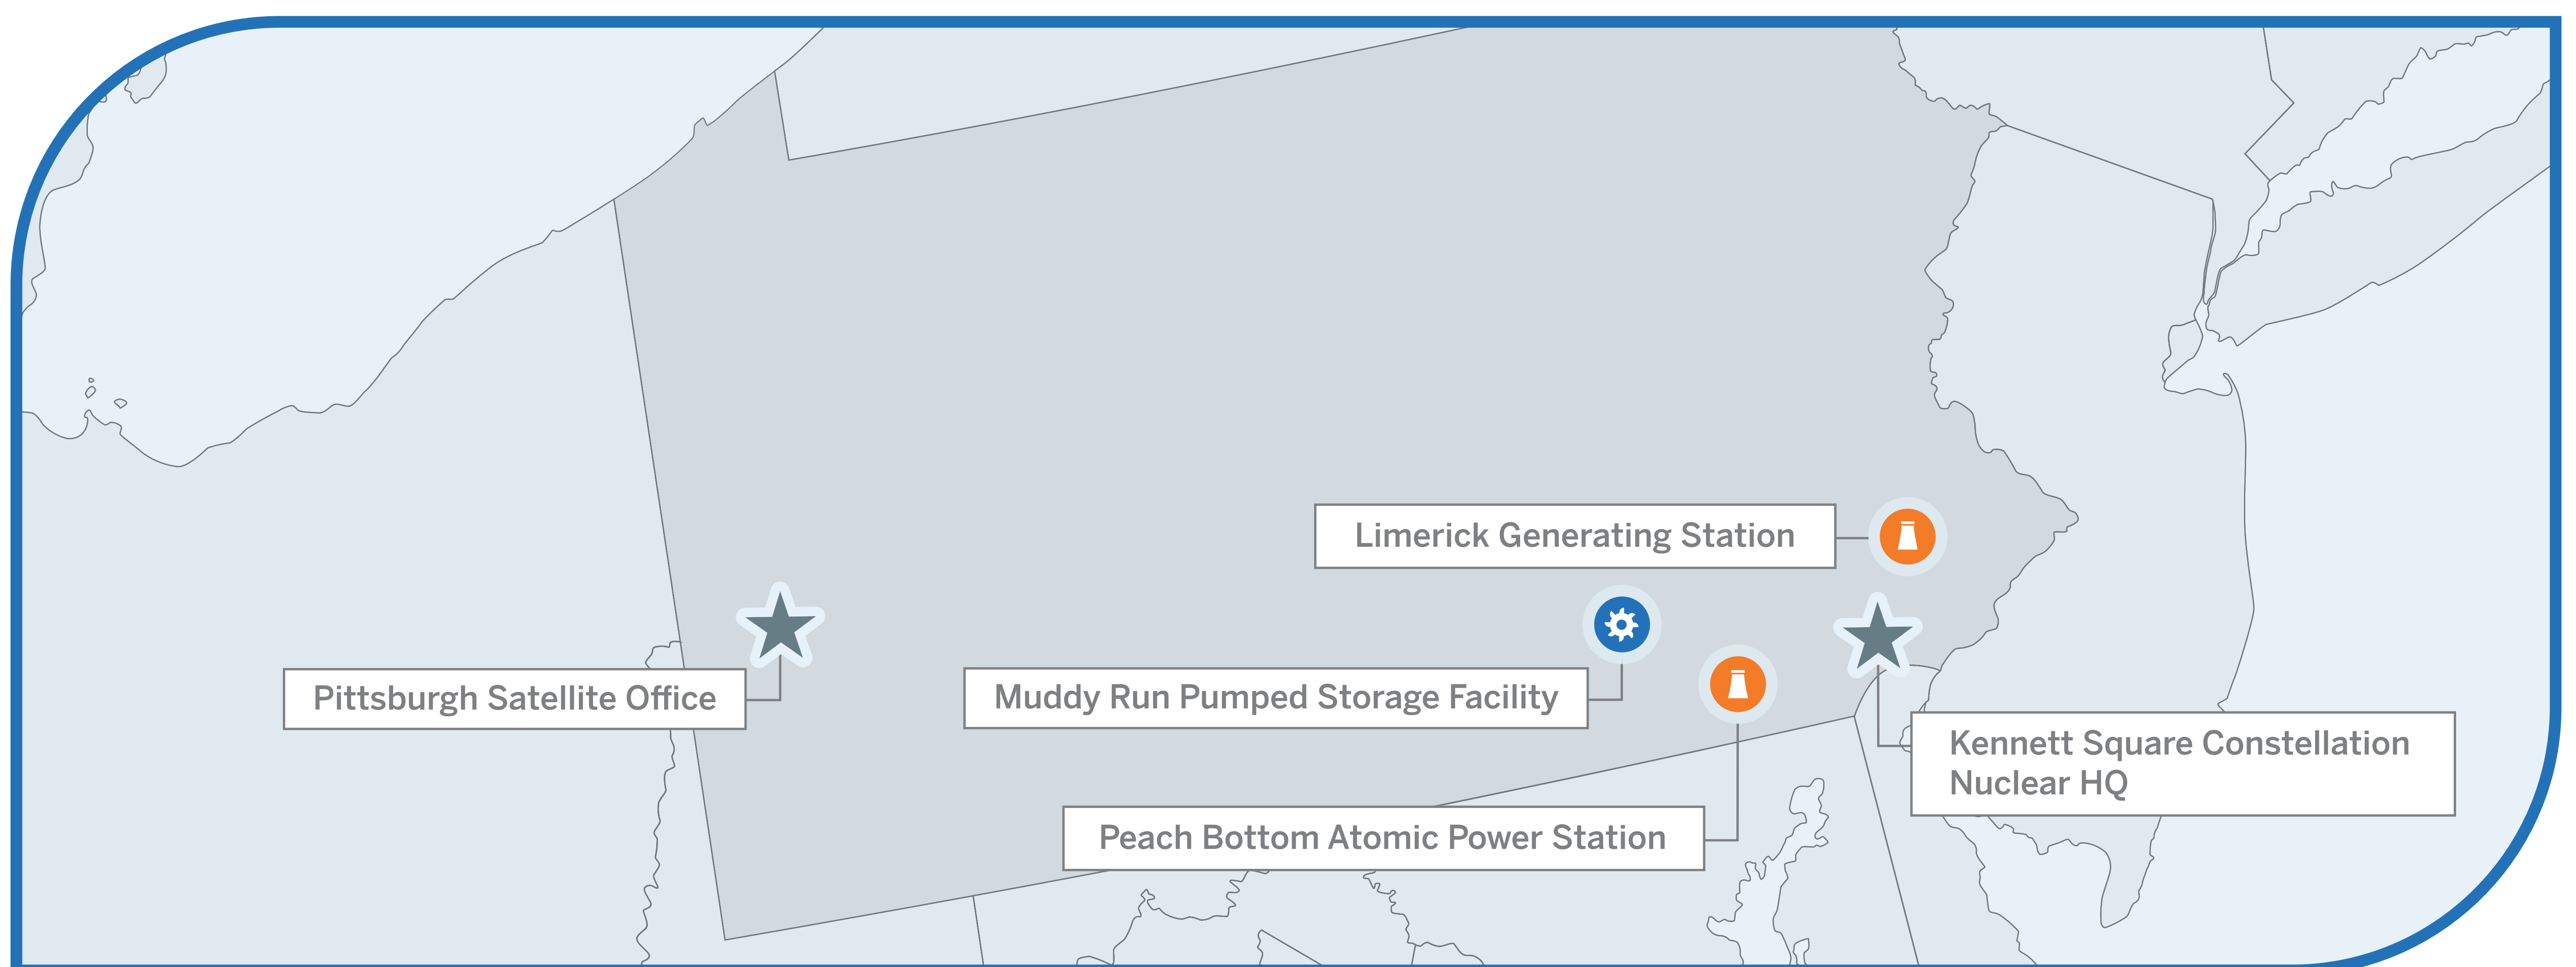 Limerick Generating Station
Pittsburgh Satellite Office
Muddy Run Pumped Storage Facility
Kennett Square Constellation
Nuclear HQ
Peach Bottom Atomic Power Station